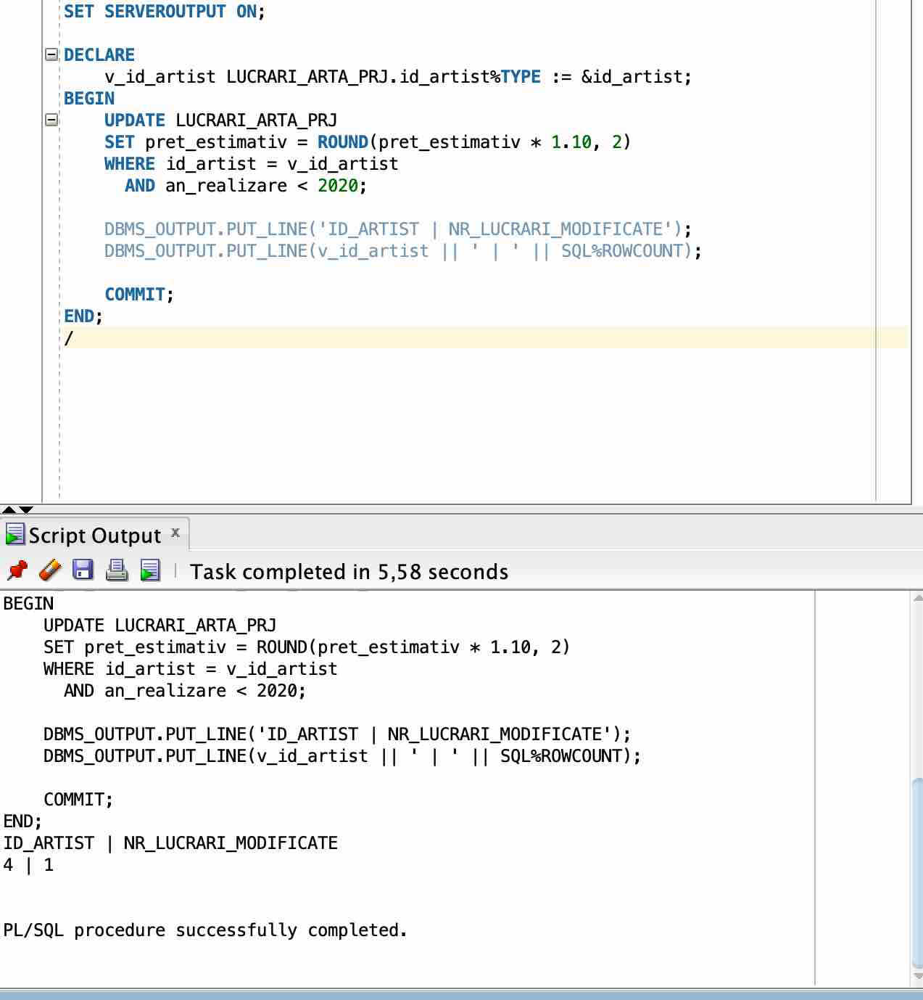 SET SERVEROUTPUT ON;
DECLARE
    v_id_artist LUCRARI_ARTA_PRJ.id_artist%TYPE := &id_artist;
BEGIN
    UPDATE LUCRARI_ARTA_PRJ
    SET pret_estimativ = ROUND(pret_estimativ * 1.10, 2)
    WHERE id_artist = v_id_artist
      AND an_realizare < 2020;
    DBMS_OUTPUT.PUT_LINE('ID_ARTIST | NR_LUCRARI_MODIFICATE');
    DBMS_OUTPUT.PUT_LINE(v_id_artist || ' | ' || SQL%ROWCOUNT);
    COMMIT;
END;
/
Script Output x
Task completed in 5,58 seconds
BEGIN
    UPDATE LUCRARI_ARTA_PRJ
    SET pret_estimativ = ROUND(pret_estimativ * 1.10, 2)
    WHERE id_artist = v_id_artist
      AND an_realizare < 2020;
    DBMS_OUTPUT.PUT_LINE('ID_ARTIST | NR_LUCRARI_MODIFICATE');
    DBMS_OUTPUT.PUT_LINE(v_id_artist || ' | ' || SQL%ROWCOUNT);
    COMMIT;
END;
ID_ARTIST | NR_LUCRARI_MODIFICATE
4 | 1
PL/SQL procedure successfully completed.